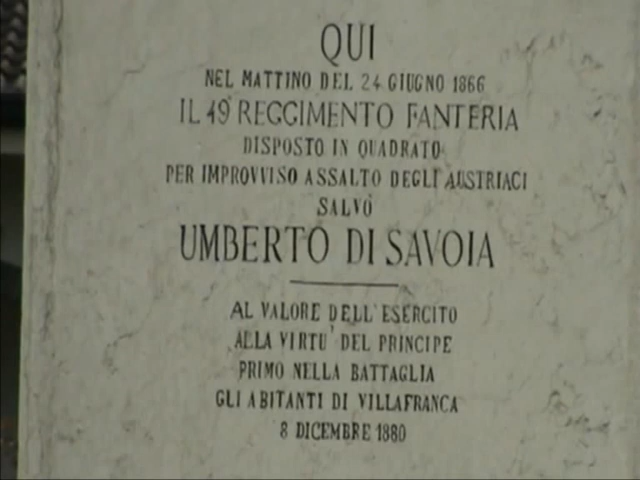 QUI
NEL MATTINO DEL 24 GIUGNO 1866
IL 49 REGGIMENTO FANTERIA
DISPOSTO IN QUADRATO
PER IMPROVVISO ASSALTO DEGLI AUSTRIACI
SALVÒ
UMBERTO DI SAVOIA
AL VALORE DELL'ESERCITO
ALLA VIRTU' DEL PRINCIPE
PRIMO NELLA BATTAGLIA
GLI ABITANTI DI VILLAFRANCA
8 DICEMBRE 1880